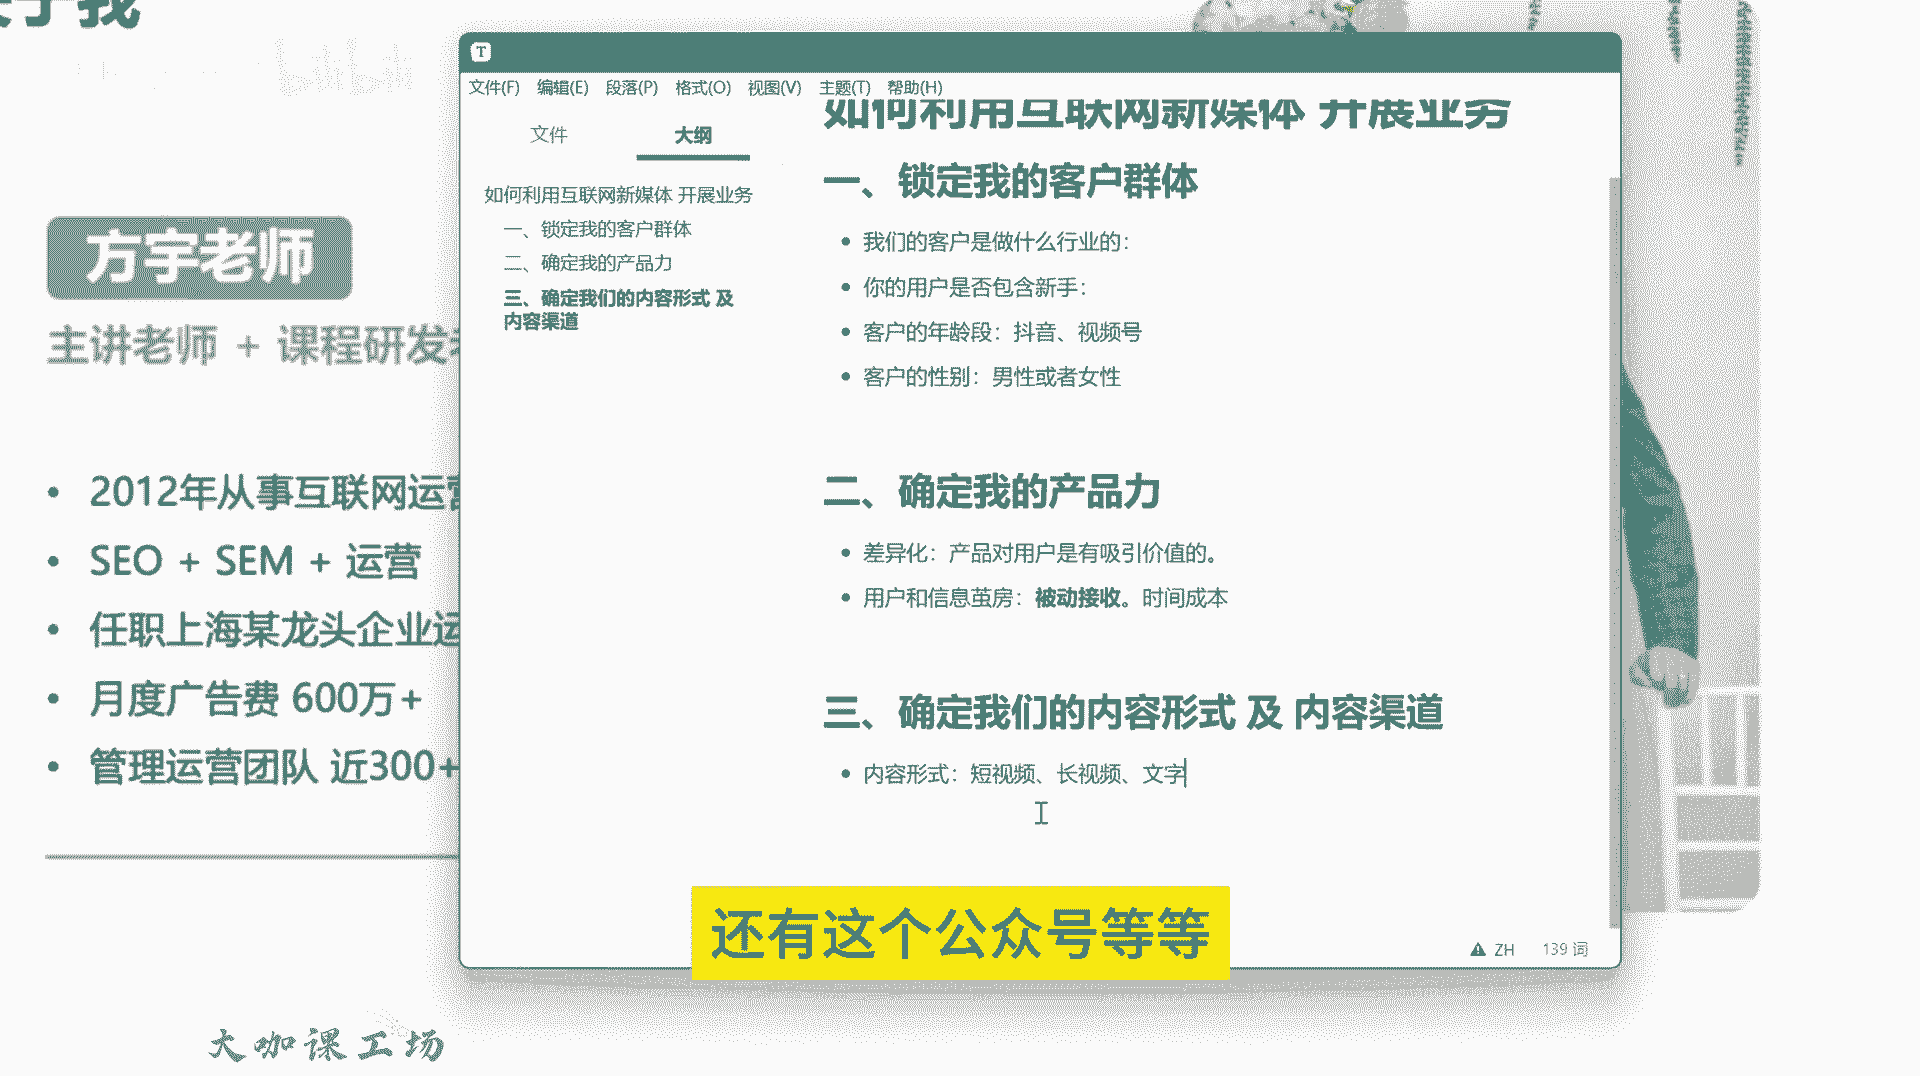 方宇老师
主讲老师 + 课程研发
2012年从事互联网运营
SEO + SEM + 运营
任职上海某龙头企业运
月度广告费 600万+
管理运营团队 近300+
大咖课工场
bilibili
T
文件(F) 编辑(E) 段落(P) 格式(O) 视图(V) 主题(T) 帮助(H)
文件 大纲
如何利用互联网新媒体 开展业务
一、锁定我的客户群体
二、确定我的产品力
三、确定我们的内容形式 及
内容渠道
如何利用互联网新媒体 开展业务
一、锁定我的客户群体
我们的客户是做什么行业的：
你的用户是否包含新手：
客户的年龄段：抖音、视频号
客户的性别：男性或者女性
二、确定我的产品力
差异化：产品对用户是有吸引价值的。
用户和信息茧房：被动接收。时间成本
三、确定我们的内容形式 及 内容渠道
内容形式：短视频、长视频、文字
ZH 139 词
还有这个公众号等等